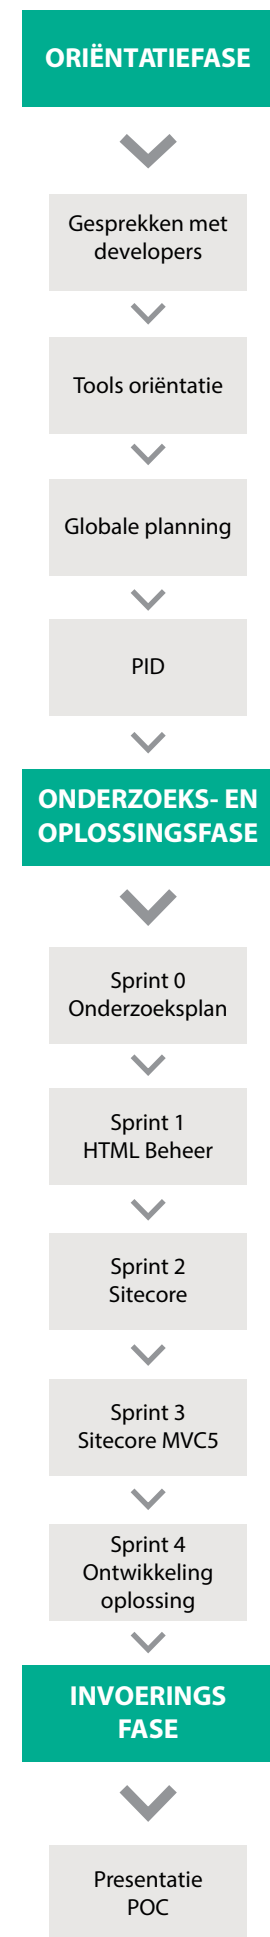 ORIËNTATIEFASE
Gesprekken met
developers
Tools oriëntatie
Globale planning
PID
ONDERZOEKS- EN
OPLOSSINGSFASE
Sprint 0
Onderzoeksplan
Sprint 1
HTML Beheer
Sprint 2
Sitecore
Sprint 3
Sitecore MVC5
Sprint 4
Ontwikkeling
oplossing
INVOERINGS
FASE
Presentatie
POC